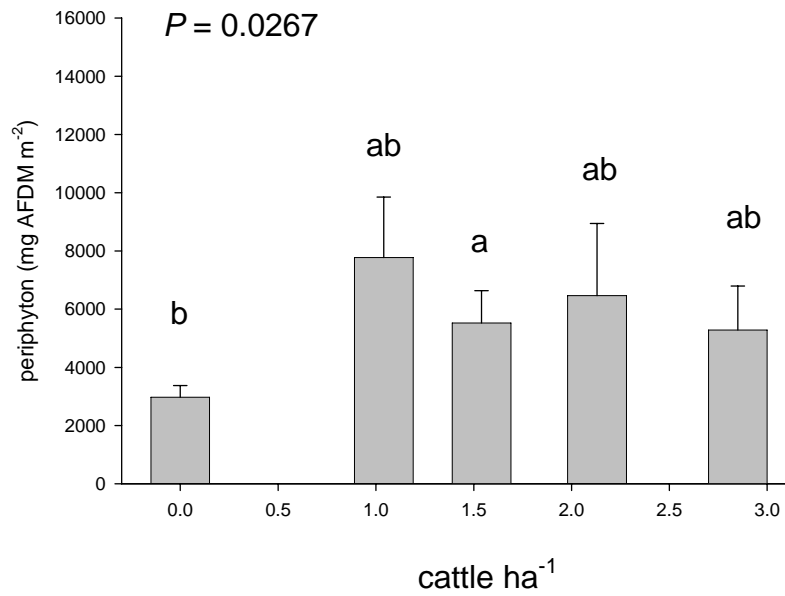 P = 0.0267
16000
14000
12000
10000
8000
6000
4000
2000
0
periphyton (mg AFDM m⁻²)
b
ab
a
ab
ab
0.0 0.5 1.0 1.5 2.0 2.5 3.0
cattle ha⁻¹